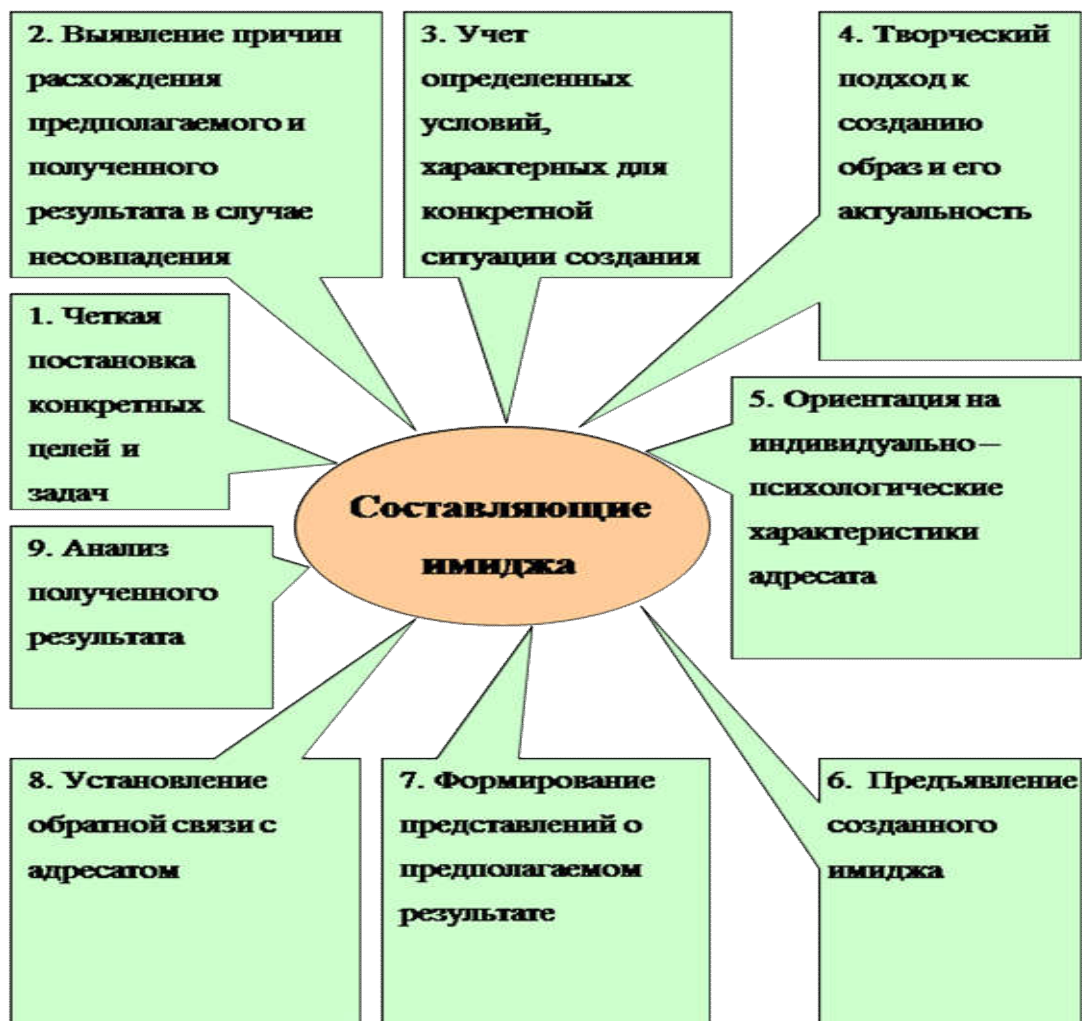 2. Выявление причин
расхождения
предполагаемого и
полученного
результата в случае
несовпадения
3. Учет
определенных
условий,
характерных для
конкретной
ситуации создания
4. Творческий
подход к
созданию
образ и его
актуальность
1. Четкая
постановка
конкретных
целей и
задач
5. Ориентация на
индивидуально –
психологические
характеристики
адресата
Составляющие
имиджа
9. Анализ
полученного
результата
8. Установление
обратной связи с
адресатом
7. Формирование
представлений о
предполагаемом
результате
6. Предъявление
созданного
имиджа